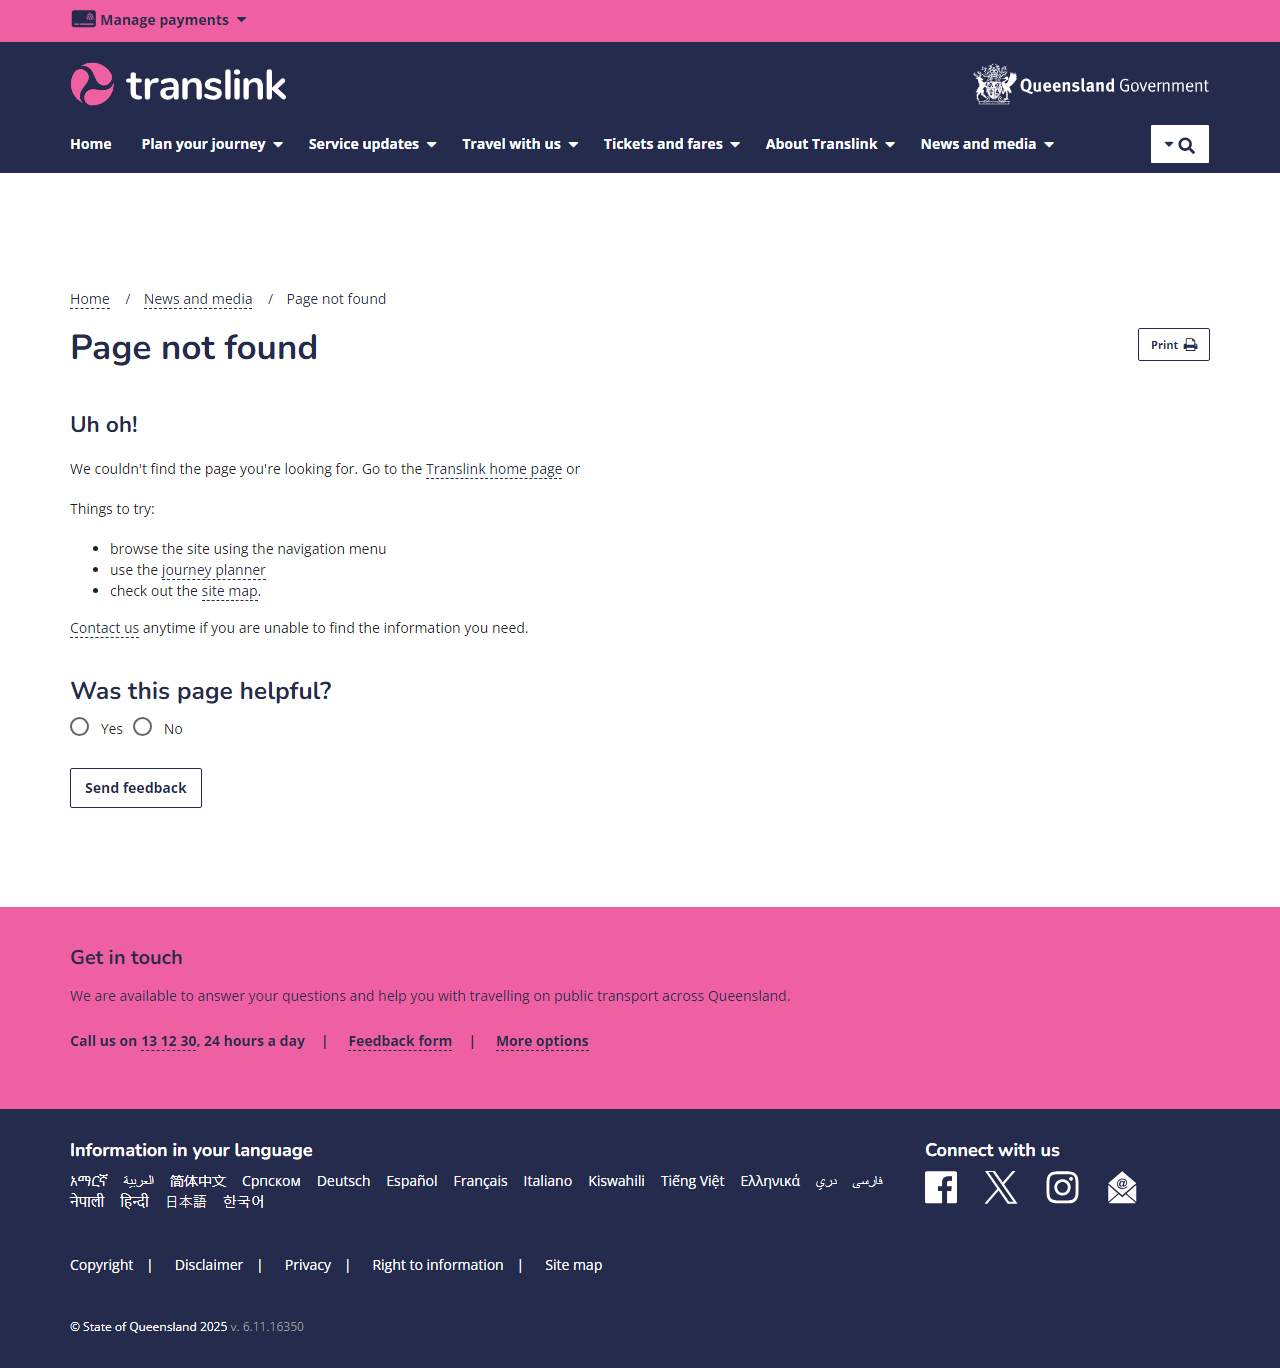 Manage payments
translink
Queensland Government
Home Plan your journey Service updates Travel with us Tickets and fares About Translink News and media
Home / News and media / Page not found
Page not found
Print
Uh oh!
We couldn't find the page you're looking for. Go to the Translink home page or
Things to try:
browse the site using the navigation menu
use the journey planner
check out the site map.
Contact us anytime if you are unable to find the information you need.
Was this page helpful?
Yes No
Send feedback
Get in touch
We are available to answer your questions and help you with travelling on public transport across Queensland.
Call us on 13 12 30, 24 hours a day | Feedback form | More options
Information in your language
Connect with us
አማርኛ العربية 简体中文 Српском Deutsch Español Français Italiano Kiswahili Tiếng Việt Ελληνικά دري فارسی
नेपाली हिन्दी 日本語 한국어
Copyright | Disclaimer | Privacy | Right to information | Site map
© State of Queensland 2025 v. 6.11.16350